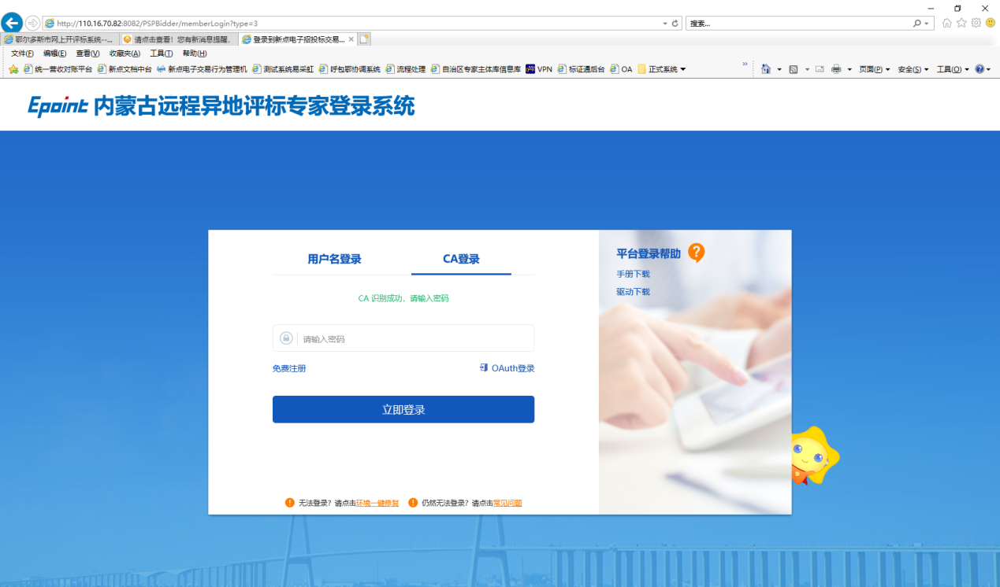 http://110.16.70.82:8082/PSPBidder/memberLogin?type=3
搜索...
鄂尔多斯市网上开评标系统--...
请点击查看！您有新消息提醒,
登录到新点电子招投标交易...
文件(F) 编辑(E) 查看(V) 收藏夹(A) 工具(T) 帮助(H)
统一营收对账平台 新点文档中台 新点电子交易行为管理机 测试系统易采虹 呼包鄂协调系统 流程处理 自治区专家主体库信息库 VPN 标证通后台 OA 正式系统 » 页面(P) 安全(S) 工具(O)
Epoint 内蒙古远程异地评标专家登录系统
用户名登录 CA登录
CA 识别成功，请输入密码
请输入密码
免费注册 OAuth登录
立即登录
无法登录？请点击环境一键修复 仍然无法登录？请点击常见问题
平台登录帮助 ?
手册下载
驱动下载